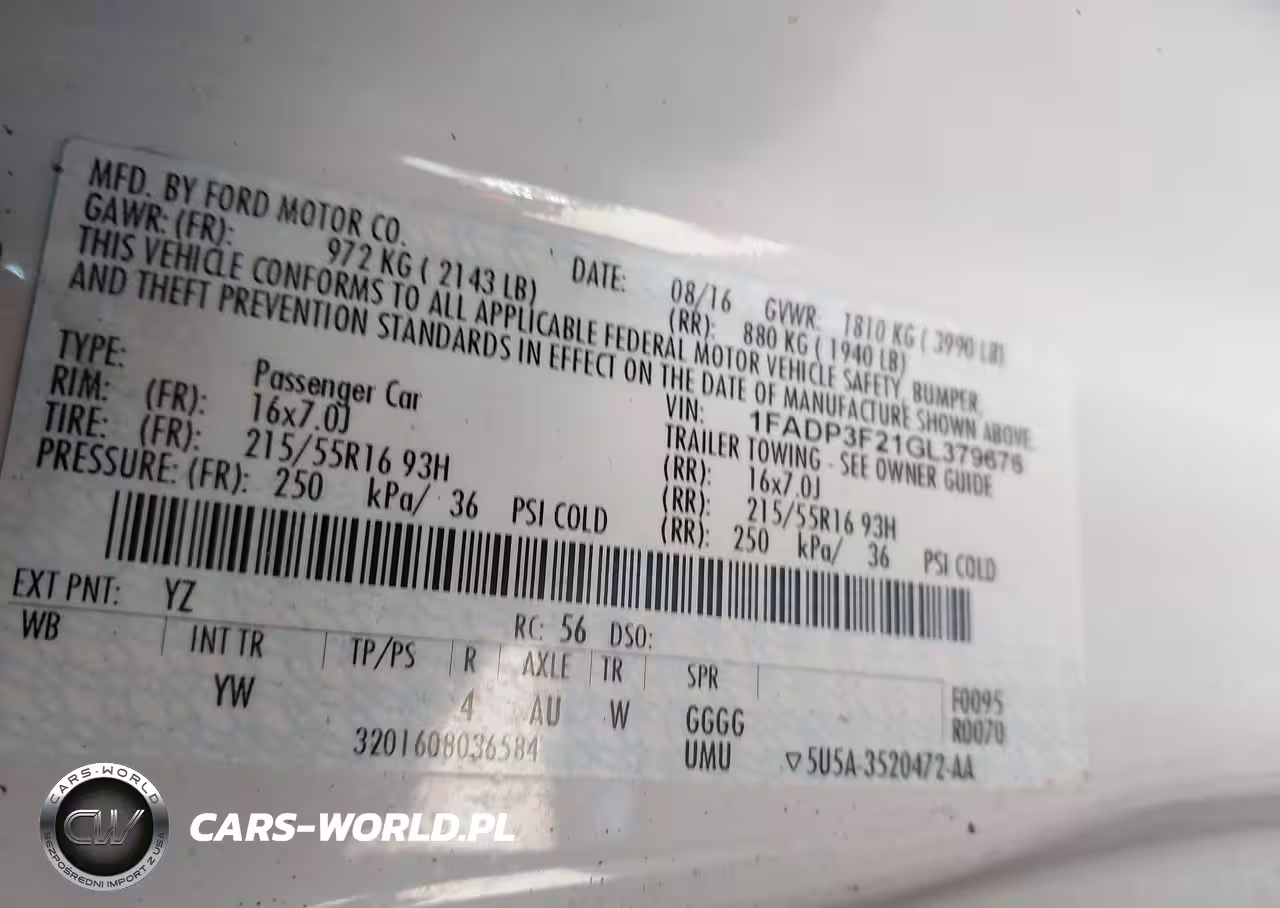 MFD. BY FORD MOTOR CO. DATE: 08/16 GVWR: 1810 KG ( 3990 LB)
GAWR: (FR): 972 KG ( 2143 LB) (RR): 880 KG ( 1940 LB)
THIS VEHICLE CONFORMS TO ALL APPLICABLE FEDERAL MOTOR VEHICLE SAFETY, BUMPER,
AND THEFT PREVENTION STANDARDS IN EFFECT ON THE DATE OF MANUFACTURE SHOWN ABOVE.
VIN: 1FADP3F21GL379676
TYPE: Passenger Car TRAILER TOWING - SEE OWNER GUIDE
RIM: (FR): 16x7.0J (RR): 16x7.0J
TIRE: (FR): 215/55R16 93H (RR): 215/55R16 93H
PRESSURE: (FR): 250 kPa/ 36 PSI COLD (RR): 250 kPa/ 36 PSI COLD
EXT PNT: YZ RC: 56 DSO:
WB INT TR TP/PS R AXLE TR SPR F0095
YW 4 AU W GGGG R0070
3201608036584 UMU ▽5U5A-3520472-AA
CARS-WORLD
CW
BEZPOŚREDNI IMPORT Z USA
CARS-WORLD.PL